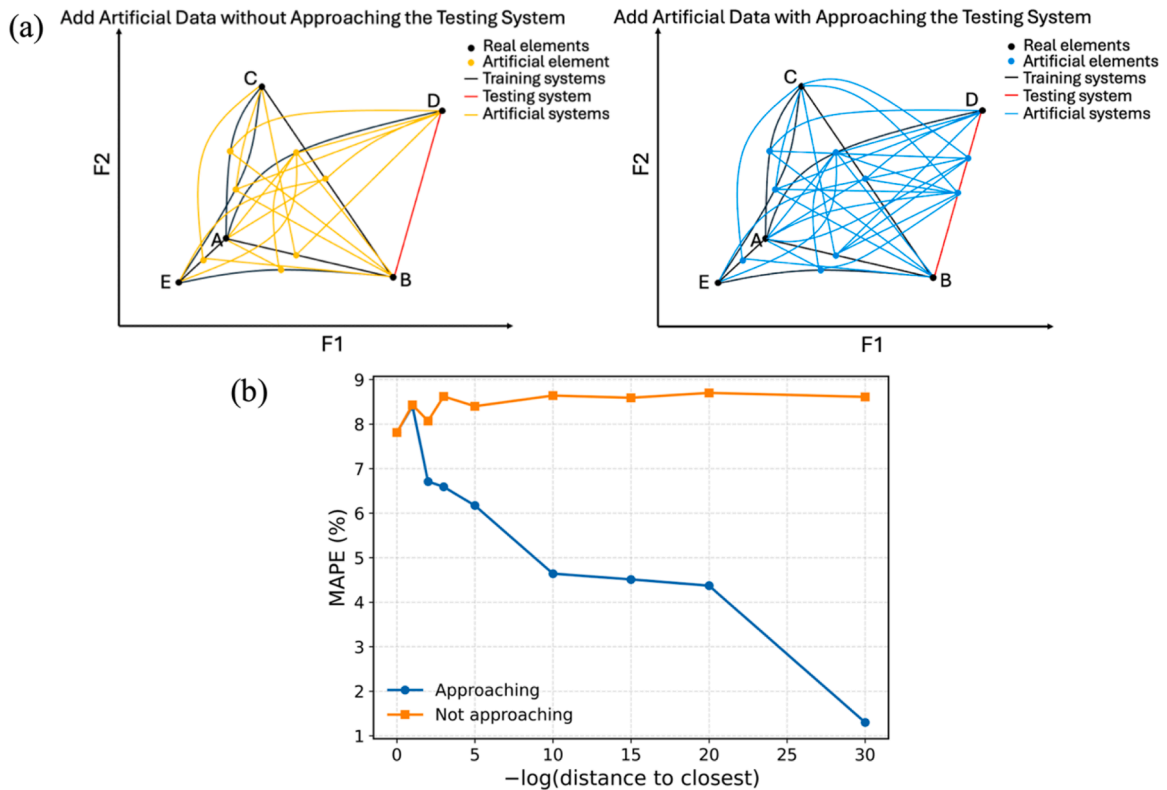 (a)
Add Artificial Data without Approaching the Testing System
Real elements
Artificial element
Training systems
Testing system
Artificial systems
C
D
A
E
B
F2
F1
Add Artificial Data with Approaching the Testing System
Real elements
Artificial elements
Training systems
Testing system
Artificial systems
C
D
A
E
B
F2
F1
(b)
9
8
7
6
5
4
3
2
1
MAPE (%)
Approaching
Not approaching
0 5 10 15 20 25 30
−log(distance to closest)